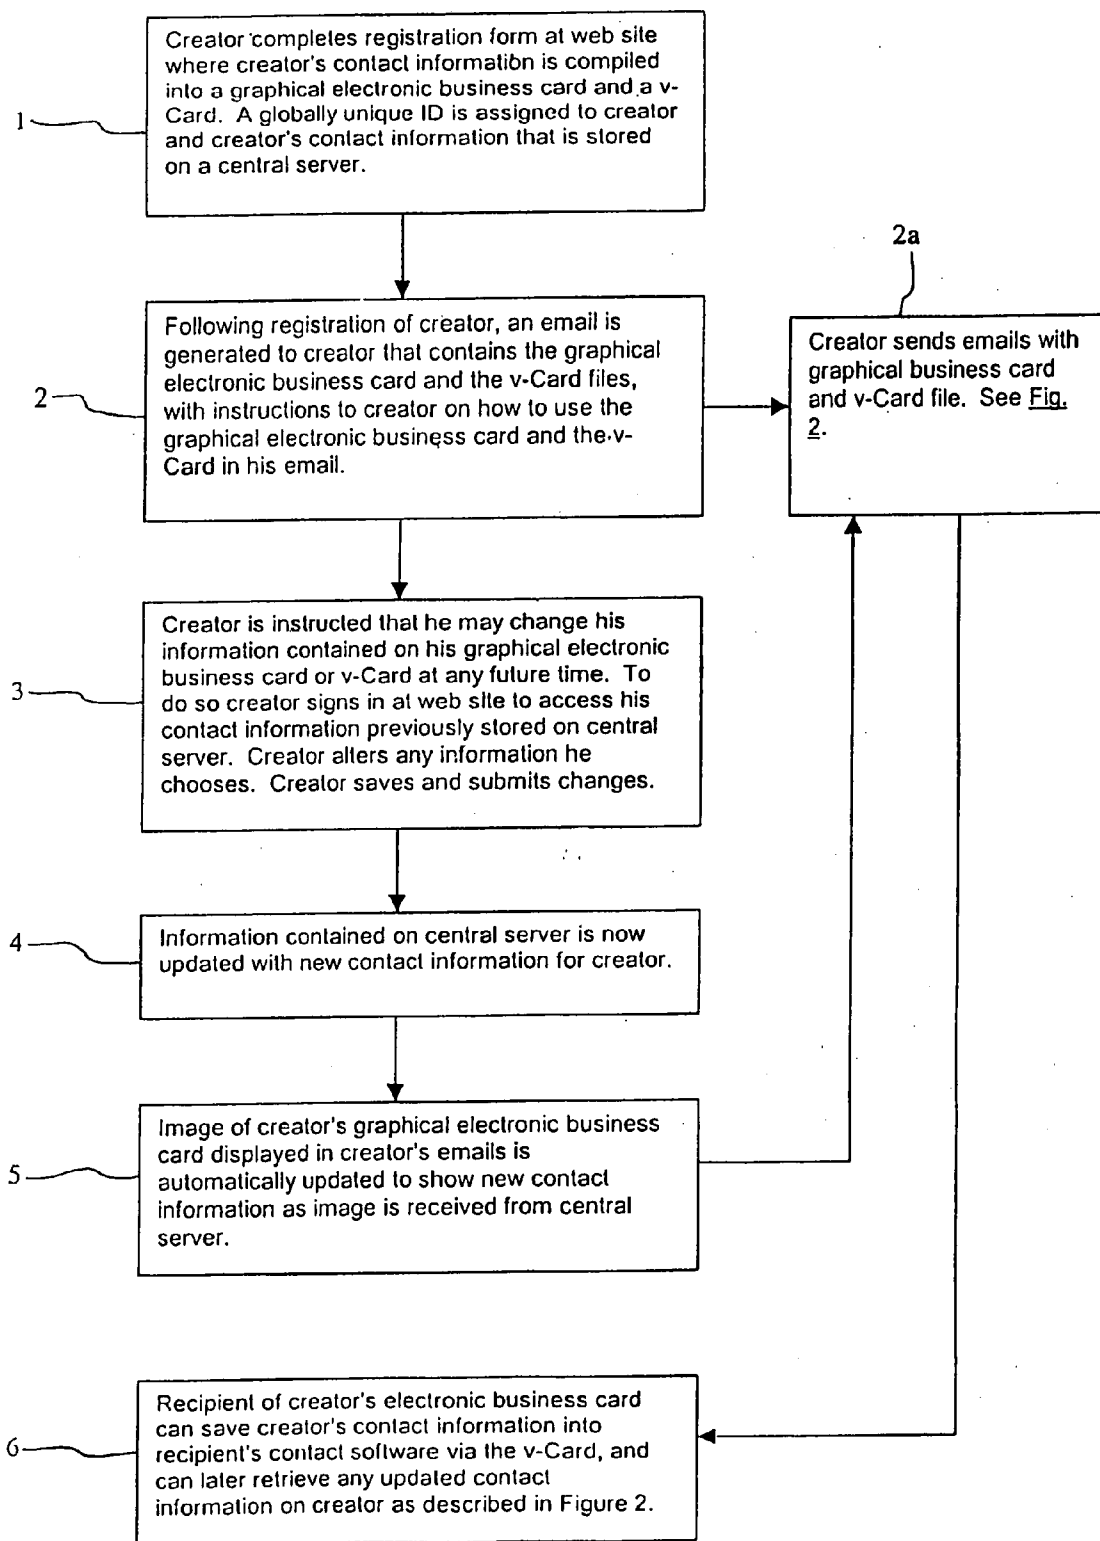 1
Creator completes registration form at web site
where creator's contact information is compiled
into a graphical electronic business card and a v-
Card. A globally unique ID is assigned to creator
and creator's contact information that is stored
on a central server.
2
Following registration of creator, an email is
generated to creator that contains the graphical
electronic business card and the v-Card files,
with instructions to creator on how to use the
graphical electronic business card and the v-
Card in his email.
2a
Creator sends emails with
graphical business card
and v-Card file. See Fig.
2.
3
Creator is instructed that he may change his
information contained on his graphical electronic
business card or v-Card at any future time. To
do so creator signs in at web site to access his
contact information previously stored on central
server. Creator alters any information he
chooses. Creator saves and submits changes.
4
Information contained on central server is now
updated with new contact information for creator.
5
Image of creator's graphical electronic business
card displayed in creator's emails is
automatically updated to show new contact
information as image is received from central
server.
6
Recipient of creator's electronic business card
can save creator's contact information into
recipient's contact software via the v-Card, and
can later retrieve any updated contact
information on creator as described in Figure 2.